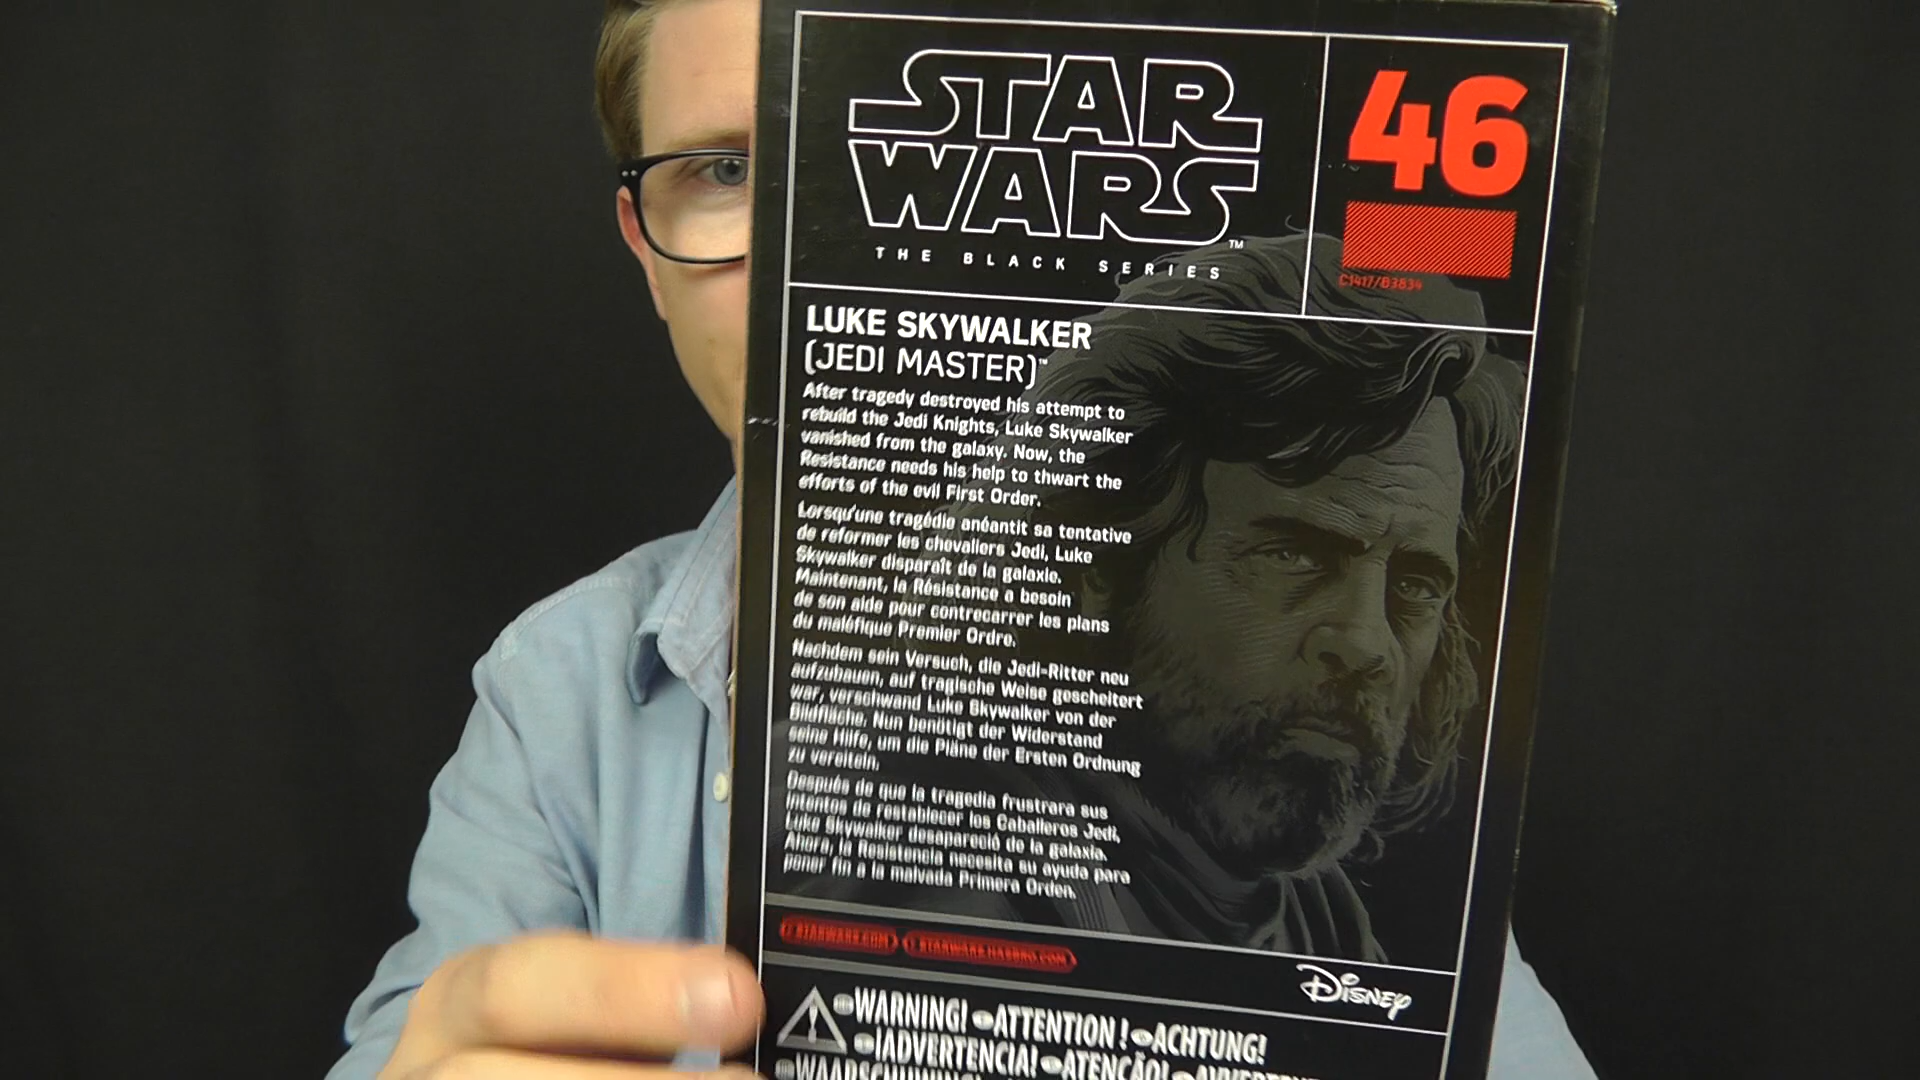 STAR
WARS™
THE BLACK SERIES
46
C1417/B3834
LUKE SKYWALKER
(JEDI MASTER)™
After tragedy destroyed his attempt to
rebuild the Jedi Knights, Luke Skywalker
vanished from the galaxy. Now, the
Resistance needs his help to thwart the
efforts of the evil First Order.
Lorsqu'une tragédie anéantit sa tentative
de reformer les chevaliers Jedi, Luke
Skywalker disparaît de la galaxie.
Maintenant, la Résistance a besoin
de son aide pour contrecarrer les plans
du maléfique Premier Ordre.
Nachdem sein Versuch, die Jedi-Ritter neu
aufzubauen, auf tragische Weise gescheitert
war, verschwand Luke Skywalker von der
Bildfläche. Nun benötigt der Widerstand
seine Hilfe, um die Pläne der Ersten Ordnung
zu vereiteln.
Después de que la tragedia frustrara sus
intentos de restablecer los Caballeros Jedi,
Luke Skywalker desapareció de la galaxia.
Ahora, la Resistencia necesita su ayuda para
poner fin a la malvada Primera Orden.
STARWARS.COM STARWARS.HASBRO.COM
Disney
WARNING! ATTENTION! ACHTUNG!
¡ADVERTENCIA! ATENÇÃO!